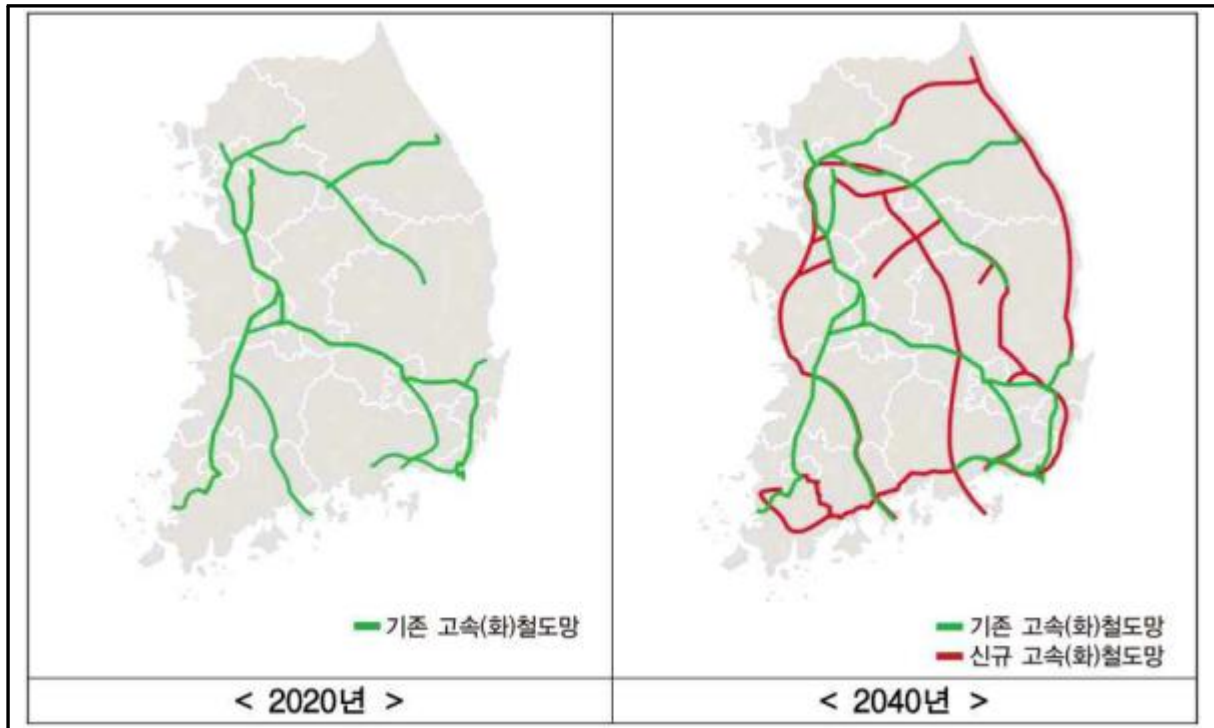 기존 고속(화)철도망
기존 고속(화)철도망
신규 고속(화)철도망
< 2020년 >
< 2040년 >